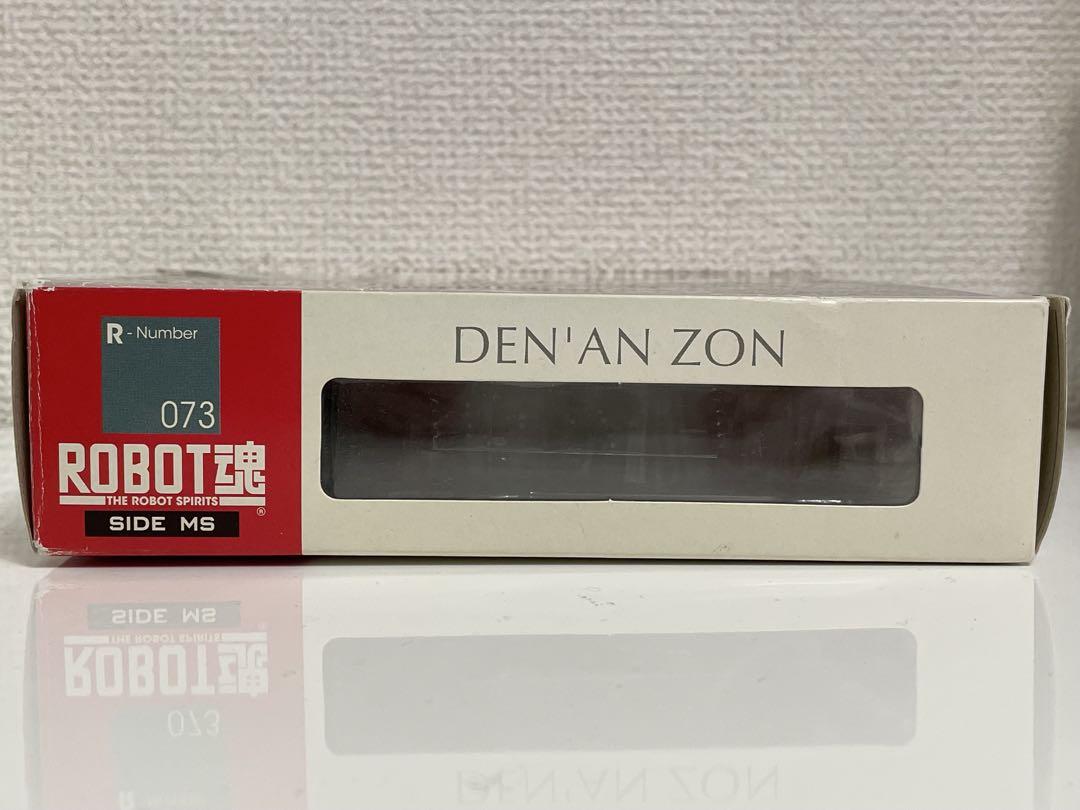 R - Number
073
ROBOT魂
THE ROBOT SPIRITS
®
SIDE MS
DEN'AN ZON